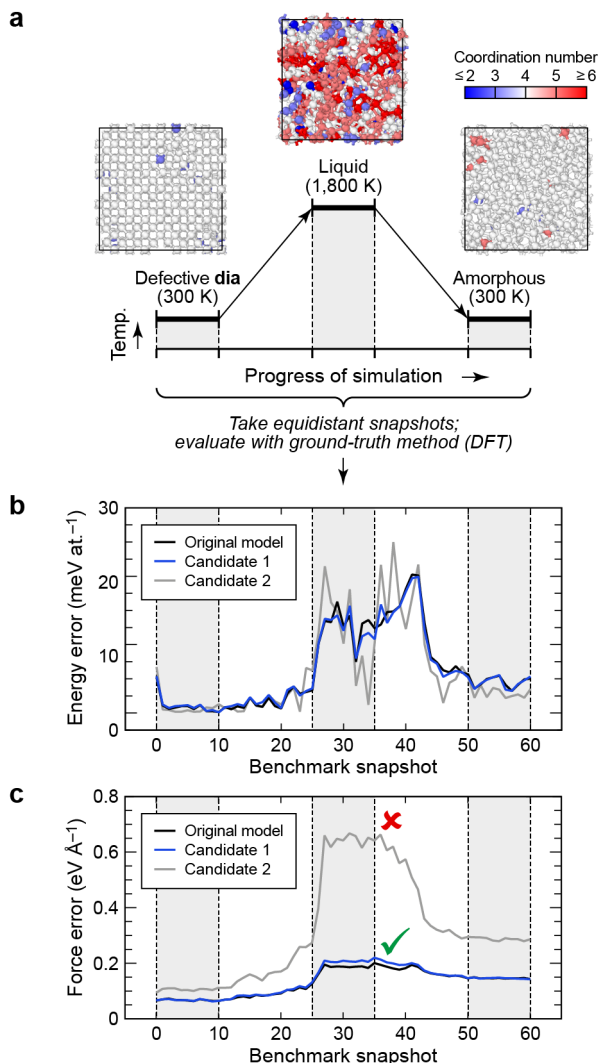 a
Coordination number
≤2 3 4 5 ≥6
Liquid
(1,800 K)
Defective dia
(300 K)
Amorphous
(300 K)
Temp.
Progress of simulation
Take equidistant snapshots;
evaluate with ground-truth method (DFT)
b
Energy error (meV at.⁻¹)
30
20
10
0
Original model
Candidate 1
Candidate 2
0 10 20 30 40 50 60
Benchmark snapshot
c
Force error (eV Å⁻¹)
0.8
0.6
0.4
0.2
0
Original model
Candidate 1
Candidate 2
0 10 20 30 40 50 60
Benchmark snapshot